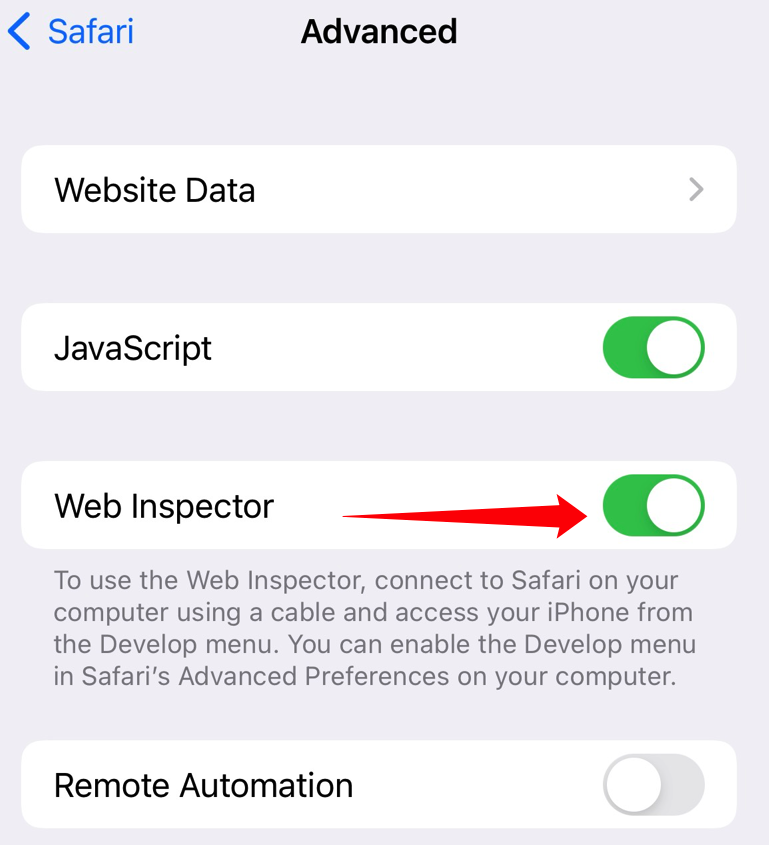 Safari
Advanced
Website Data
JavaScript
Web Inspector
To use the Web Inspector, connect to Safari on your
computer using a cable and access your iPhone from
the Develop menu. You can enable the Develop menu
in Safari’s Advanced Preferences on your computer.
Remote Automation